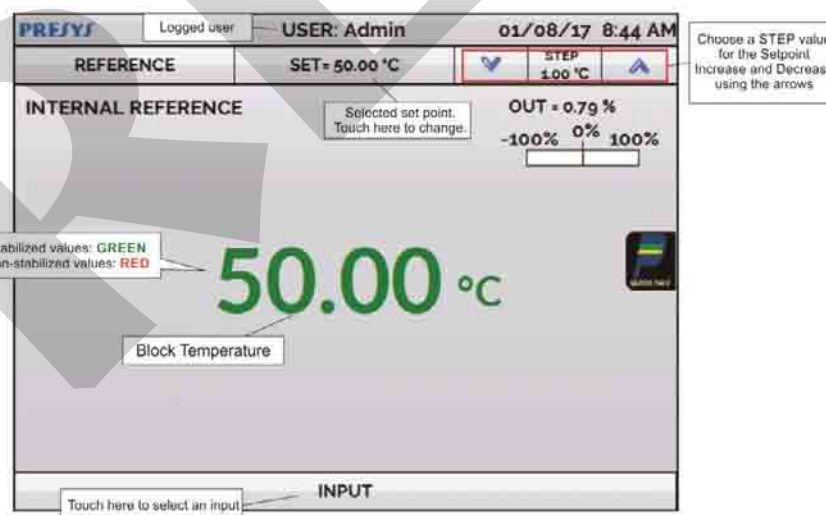 PRESYS
Logged user
USER: Admin
01/08/17 8:44 AM
REFERENCE
SET= 50.00 °C
STEP
1.00 °C
Choose a STEP value
for the Setpoint
Increase and Decrease
using the arrows
INTERNAL REFERENCE
Selected set point.
Touch here to change.
OUT = 0.79 %
-100% 0% 100%
values: GREEN
values: RED
50.00 °C
Block Temperature
INPUT
Touch here to select an input